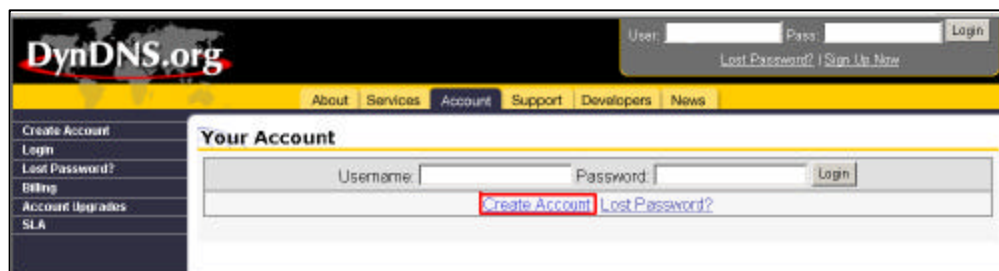 DynDNS.org
User: Pass: Login
Lost Password? | Sign Up Now
About Services Account Support Developers News
Create Account
Login
Lost Password?
Billing
Account Upgrades
SLA
Your Account
Username: Password: Login
Create Account Lost Password?